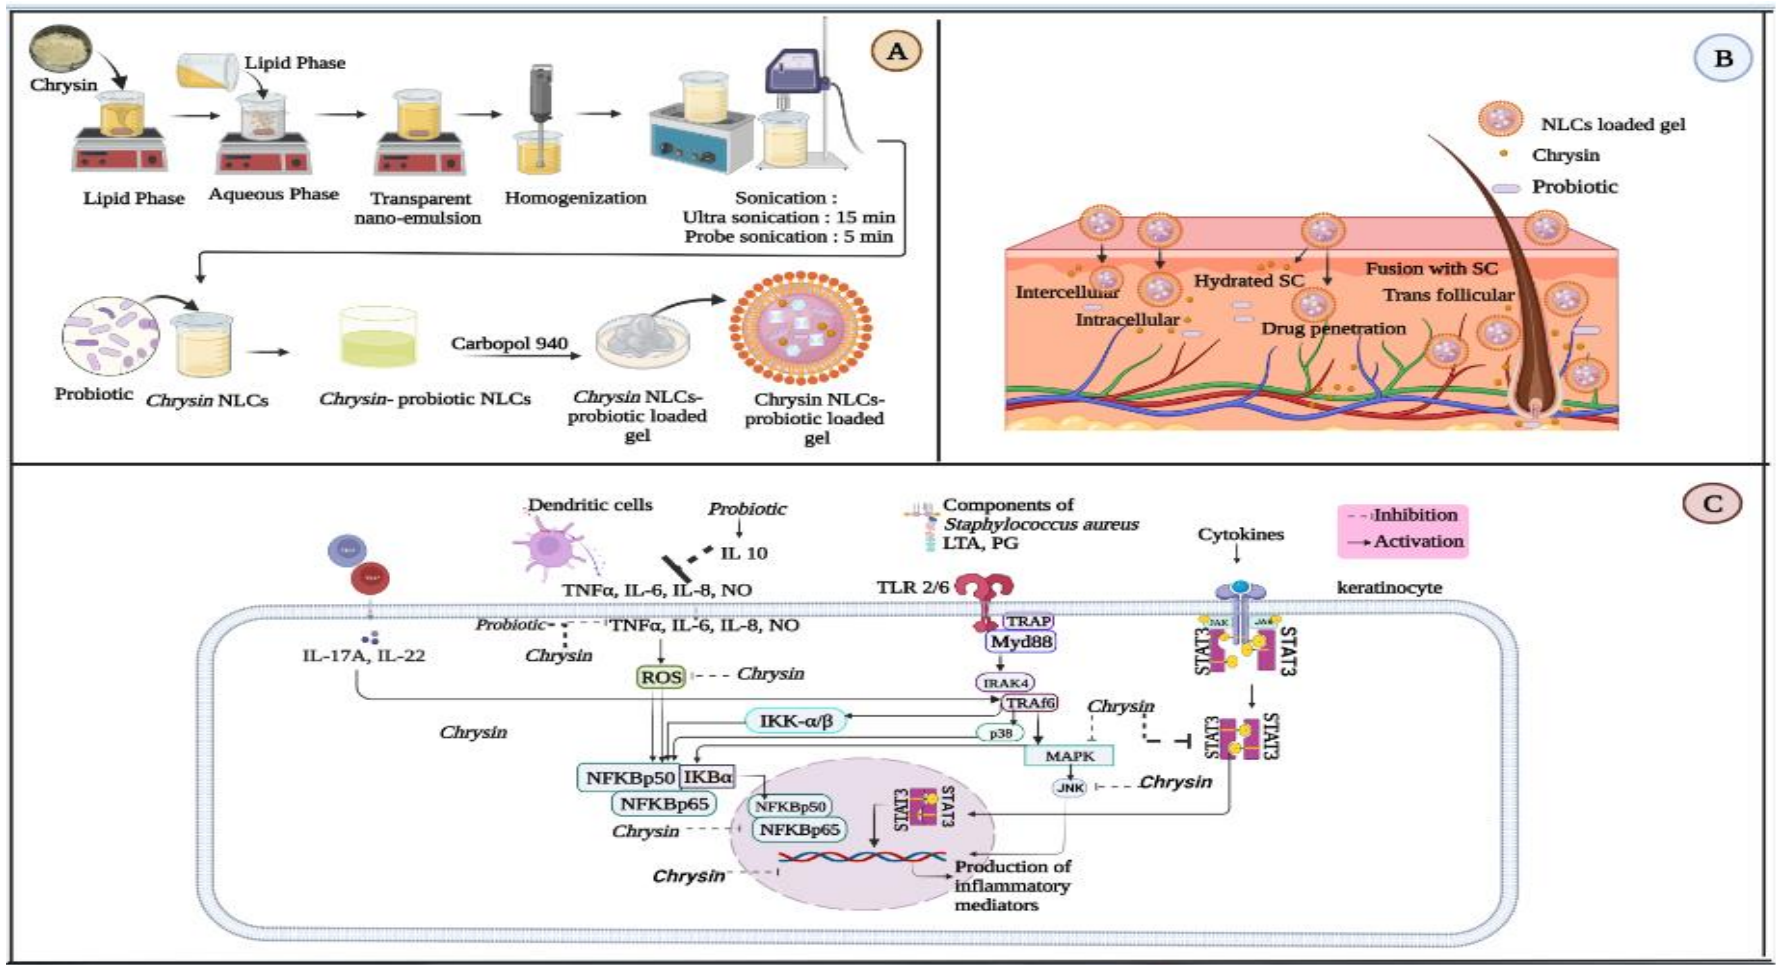 A
Chrysin
Lipid Phase
Lipid Phase
Aqueous Phase
Transparent
nano-emulsion
Homogenization
Sonication :
Ultra sonication : 15 min
Probe sonication : 5 min
Probiotic
Chrysin NLCs
Chrysin- probiotic NLCs
Carbopol 940
Chrysin NLCs-
probiotic loaded
gel
Chrysin NLCs-
probiotic loaded
gel
B
NLCs loaded gel
Chrysin
Probiotic
Intercellular
Intracellular
Hydrated SC
Fusion with SC
Trans follicular
Drug penetration
C
Dendritic cells
Probiotic
IL 10
TNFα, IL-6, IL-8, NO
Components of
Staphylococcus aureus
LTA, PG
TLR 2/6
Cytokines
Inhibition
Activation
keratinocyte
IL-17A, IL-22
Probiotic
TNFα, IL-6, IL-8, NO
Chrysin
ROS
Chrysin
TRAP
Myd88
IRAK4
TRAf6
JAK
JAK
STAT3
STAT3
Chrysin
IKK-α/β
p38
MAPK
Chrysin
STAT3
STAT3
JNK
Chrysin
NFKBp50
IKBα
NFKBp65
Chrysin
NFKBp50
NFKBp65
STAT3
STAT3
Chrysin
Production of
inflammatory
mediators